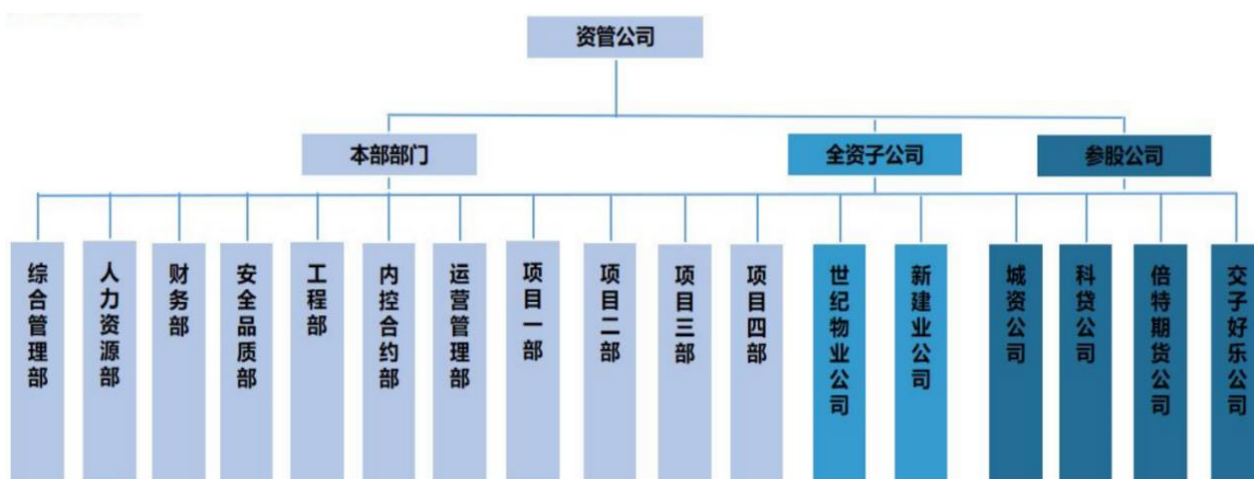 资管公司
本部部门
全资子公司
参股公司
综合管理部
人力资源部
财务部
安全品质部
工程部
内控合约部
运营管理部
项目一部
项目二部
项目三部
项目四部
世纪物业公司
新建业公司
城资公司
科贷公司
倍特期货公司
交子好乐公司